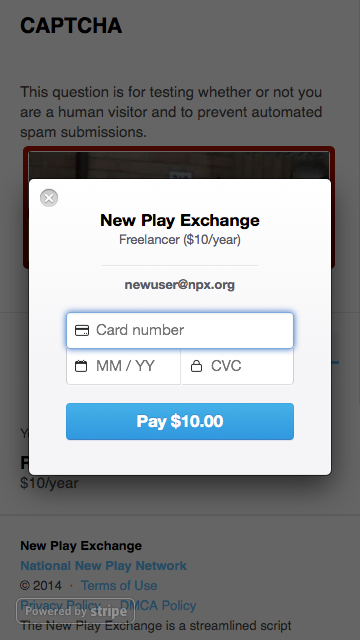 CAPTCHA
This question is for testing whether or not you
are a human visitor and to prevent automated
spam submissions.
New Play Exchange
Freelancer ($10/year)
newuser@npx.org
Card number
MM / YY
CVC
Pay $10.00
$10/year
New Play Exchange
National New Play Network
© 2014 · Terms of Use
Privacy Policy · DMCA Policy
Powered by stripe
The New Play Exchange is a streamlined script